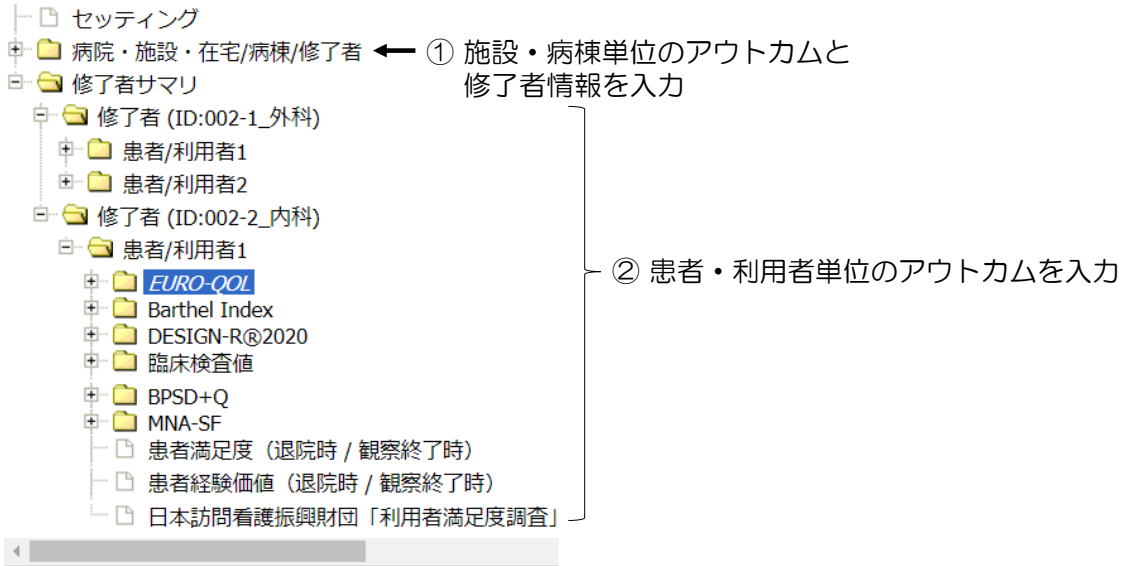 セッティング
病院・施設・在宅/病棟/修了者
① 施設・病棟単位のアウトカムと
修了者情報を入力
修了者サマリ
修了者 (ID:002-1_外科)
患者/利用者1
患者/利用者2
修了者 (ID:002-2_内科)
患者/利用者1
② 患者・利用者単位のアウトカムを入力
EURO-QOL
Barthel Index
DESIGN-R®2020
臨床検査値
BPSD+Q
MNA-SF
患者満足度（退院時 / 観察終了時）
患者経験価値（退院時 / 観察終了時）
日本訪問看護振興財団「利用者満足度調査」